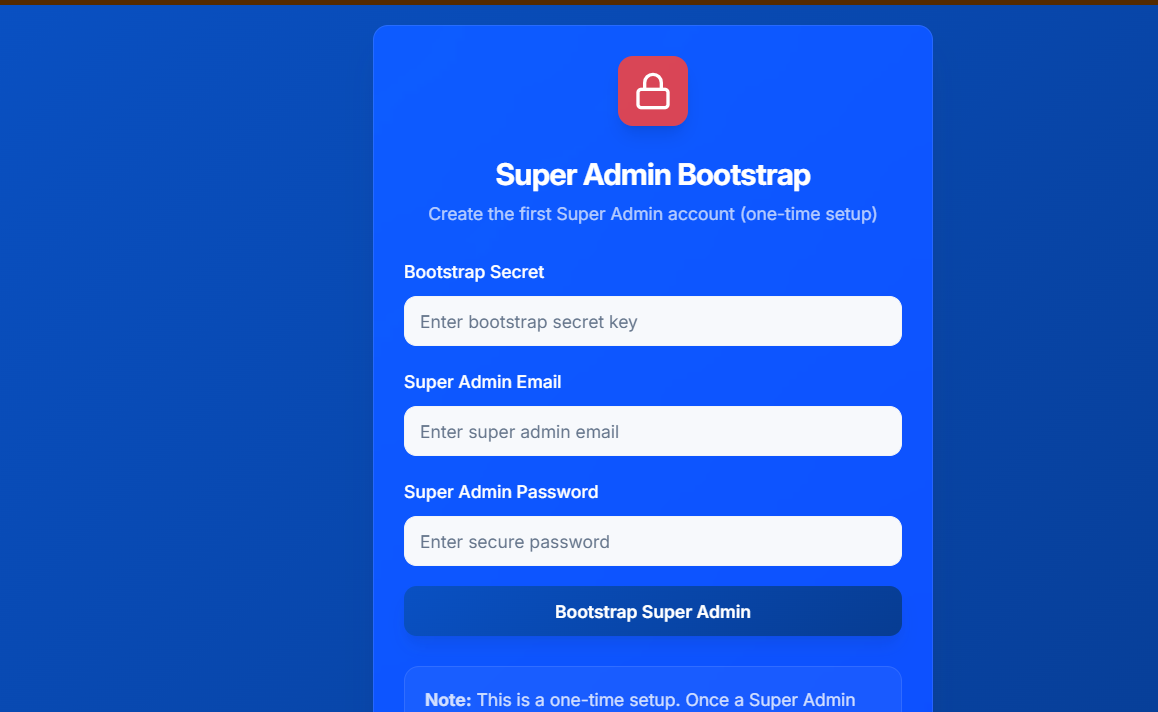 Super Admin Bootstrap
Create the first Super Admin account (one-time setup)
Bootstrap Secret
Enter bootstrap secret key
Super Admin Email
Enter super admin email
Super Admin Password
Enter secure password
Bootstrap Super Admin
Note: This is a one-time setup. Once a Super Admin